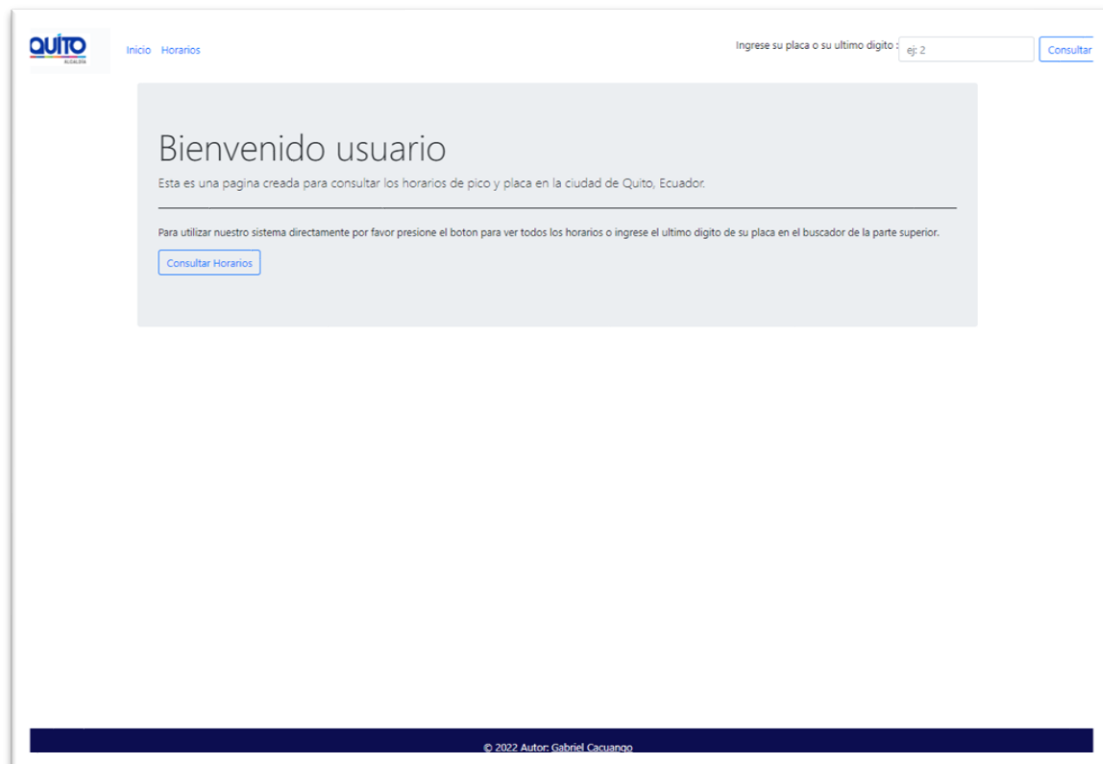 QUITO
ALCALDÍA
Inicio Horarios
Ingrese su placa o su ultimo digito : ej: 2 Consultar
Bienvenido usuario
Esta es una pagina creada para consultar los horarios de pico y placa en la ciudad de Quito, Ecuador.
Para utilizar nuestro sistema directamente por favor presione el boton para ver todos los horarios o ingrese el ultimo digito de su placa en el buscador de la parte superior.
Consultar Horarios
© 2022 Autor: Gabriel Cacuango